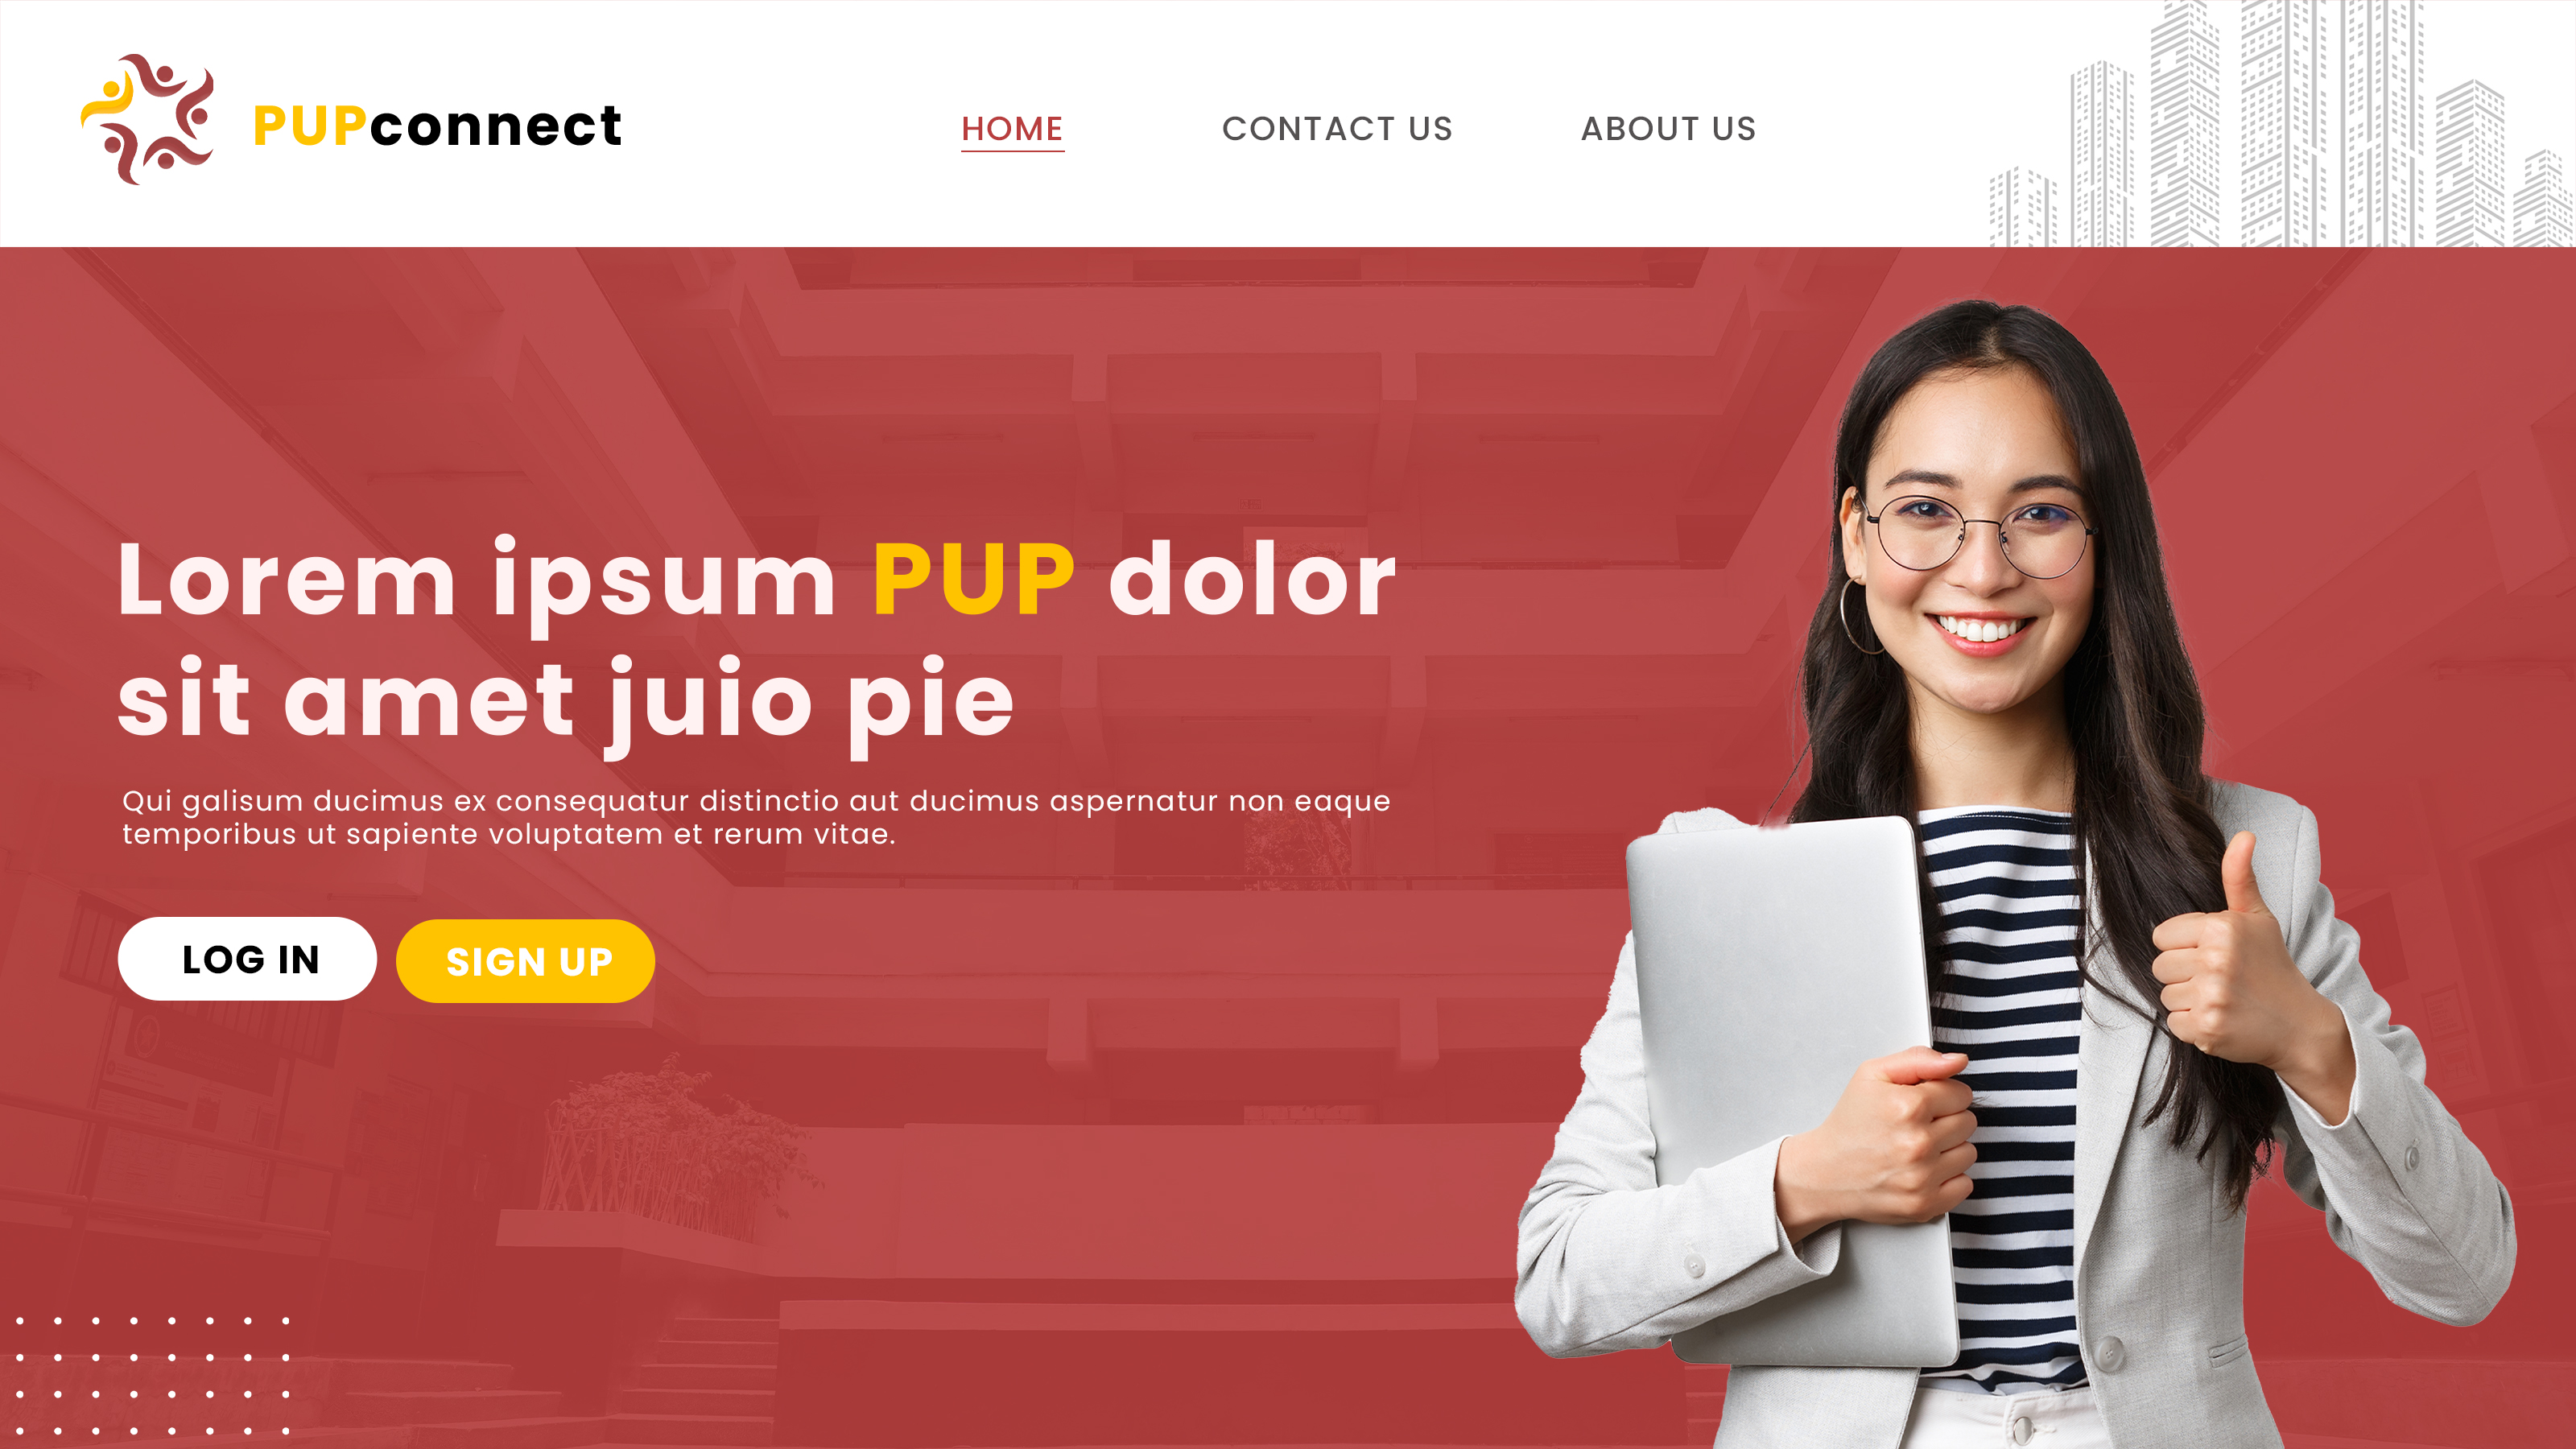 PUPconnect
HOME
CONTACT US
ABOUT US
Lorem ipsum PUP dolor
sit amet juio pie
Qui galisum ducimus ex consequatur distinctio aut ducimus aspernatur non eaque
temporibus ut sapiente voluptatem et rerum vitae.
LOG IN
SIGN UP